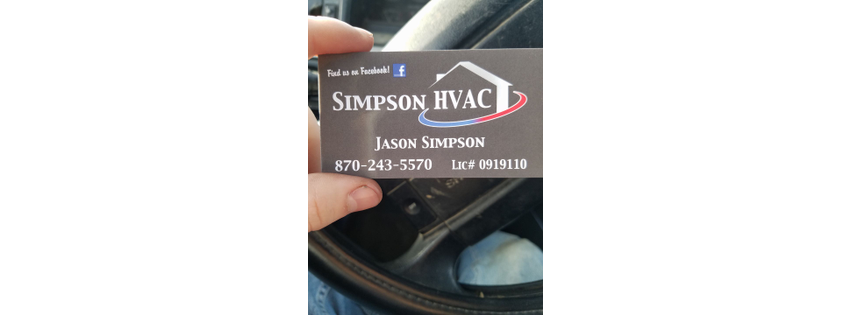 Find us on Facebook! f
SIMPSON HVAC
JASON SIMPSON
870-243-5570 LIC# 0919110